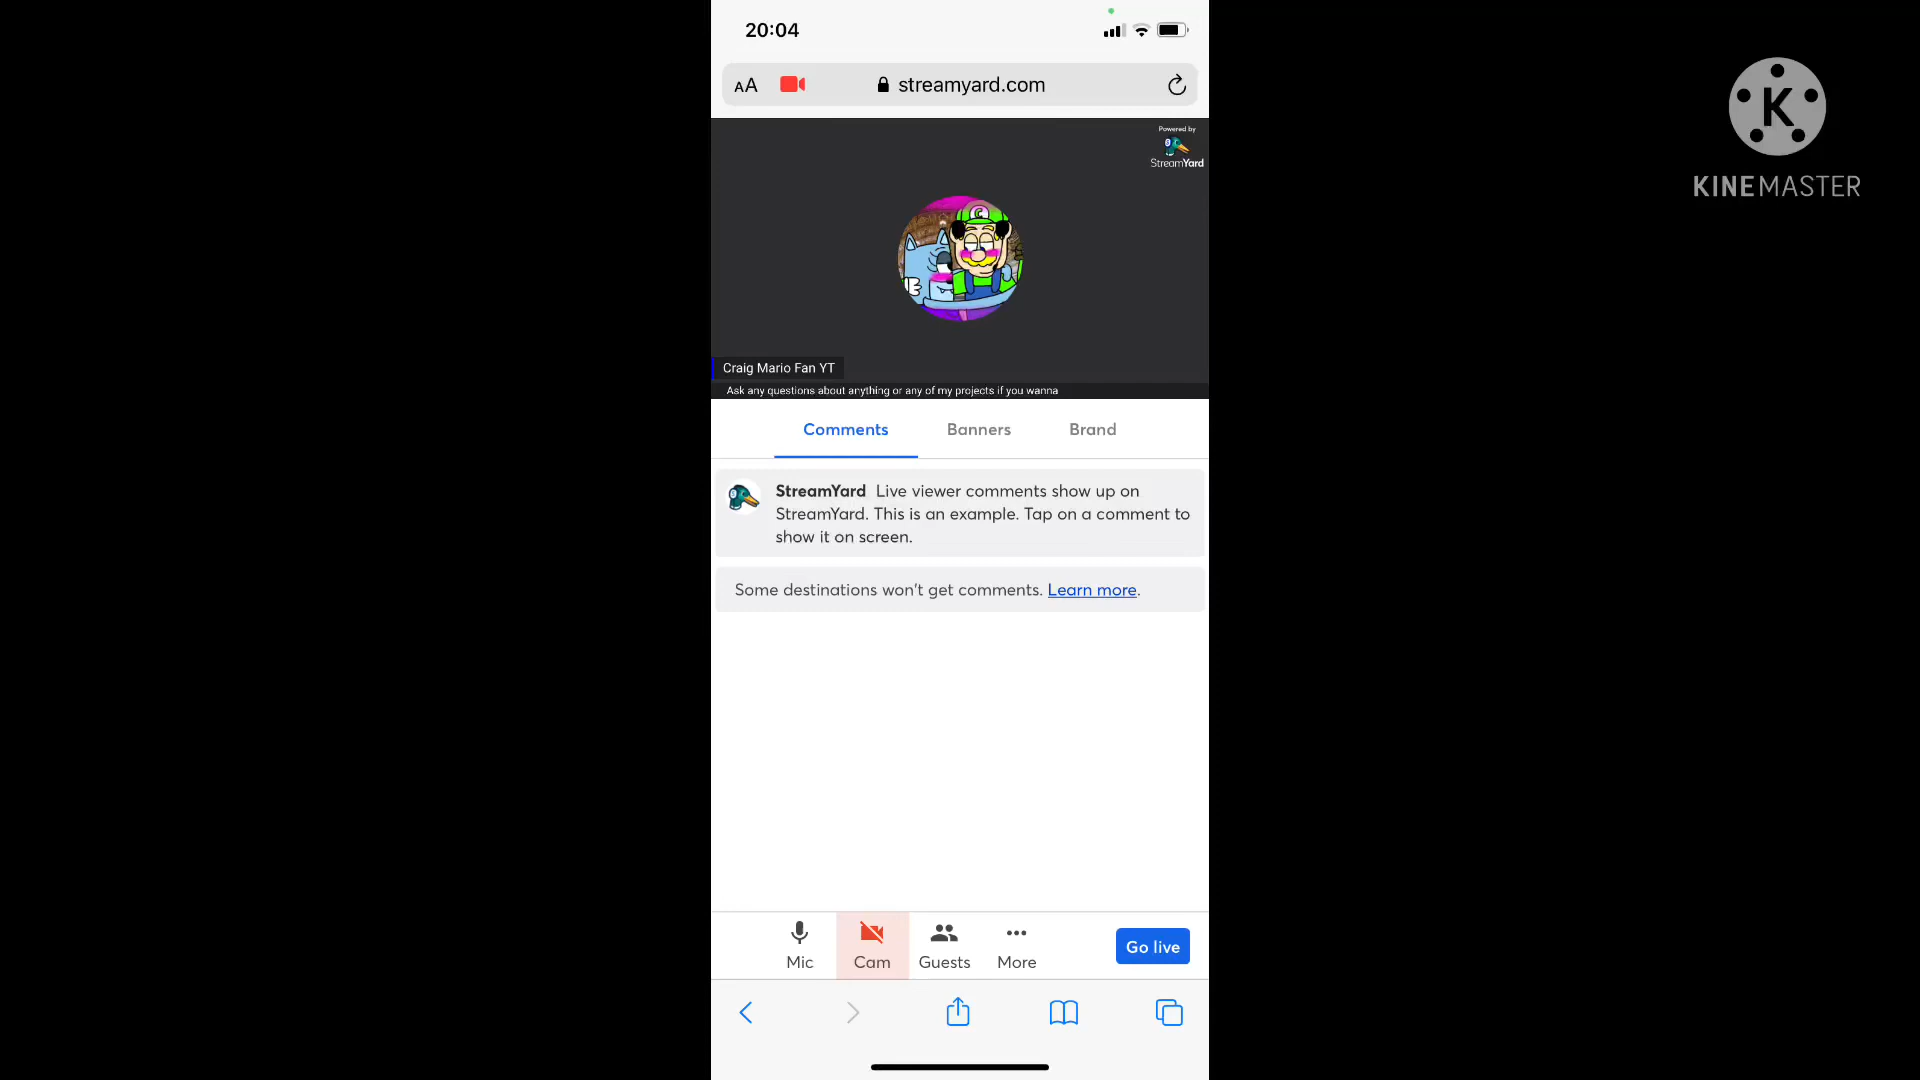 20:04
AA
streamyard.com
Powered by
StreamYard
K
KINEMASTER
C
Craig Mario Fan YT
Ask any questions about anything or any of my projects if you wanna
Comments Banners Brand
StreamYard Live viewer comments show up on
StreamYard. This is an example. Tap on a comment to
show it on screen.
Some destinations won't get comments. Learn more.
Mic Cam Guests More Go live